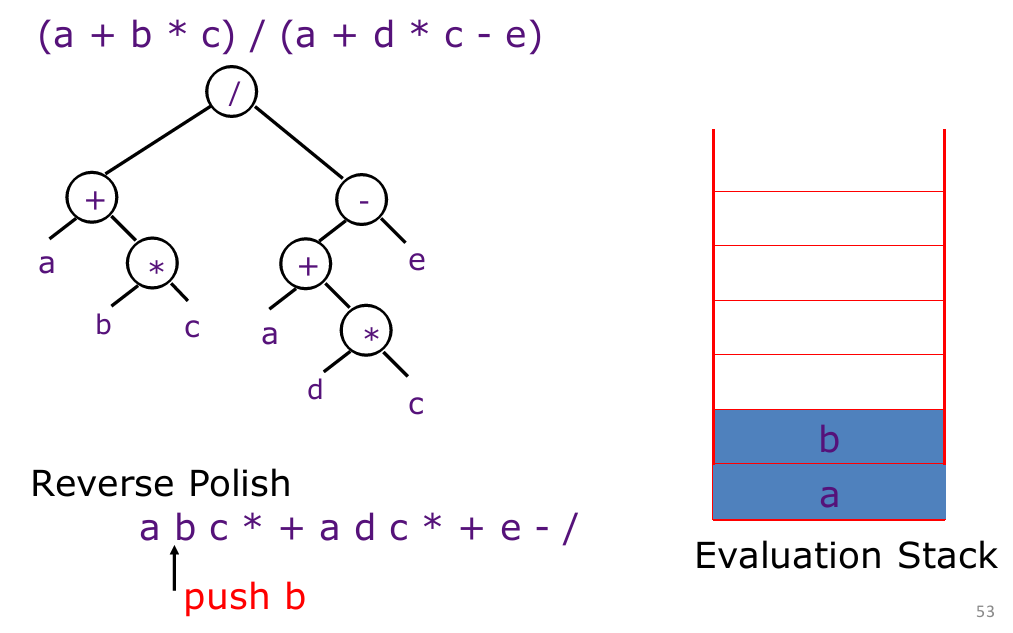 (a + b * c) / (a + d * c - e)
/
+
-
a
*
+
e
b
c
a
*
d
c
b
a
Reverse Polish
a b c * + a d c * + e - /
push b
Evaluation Stack
53